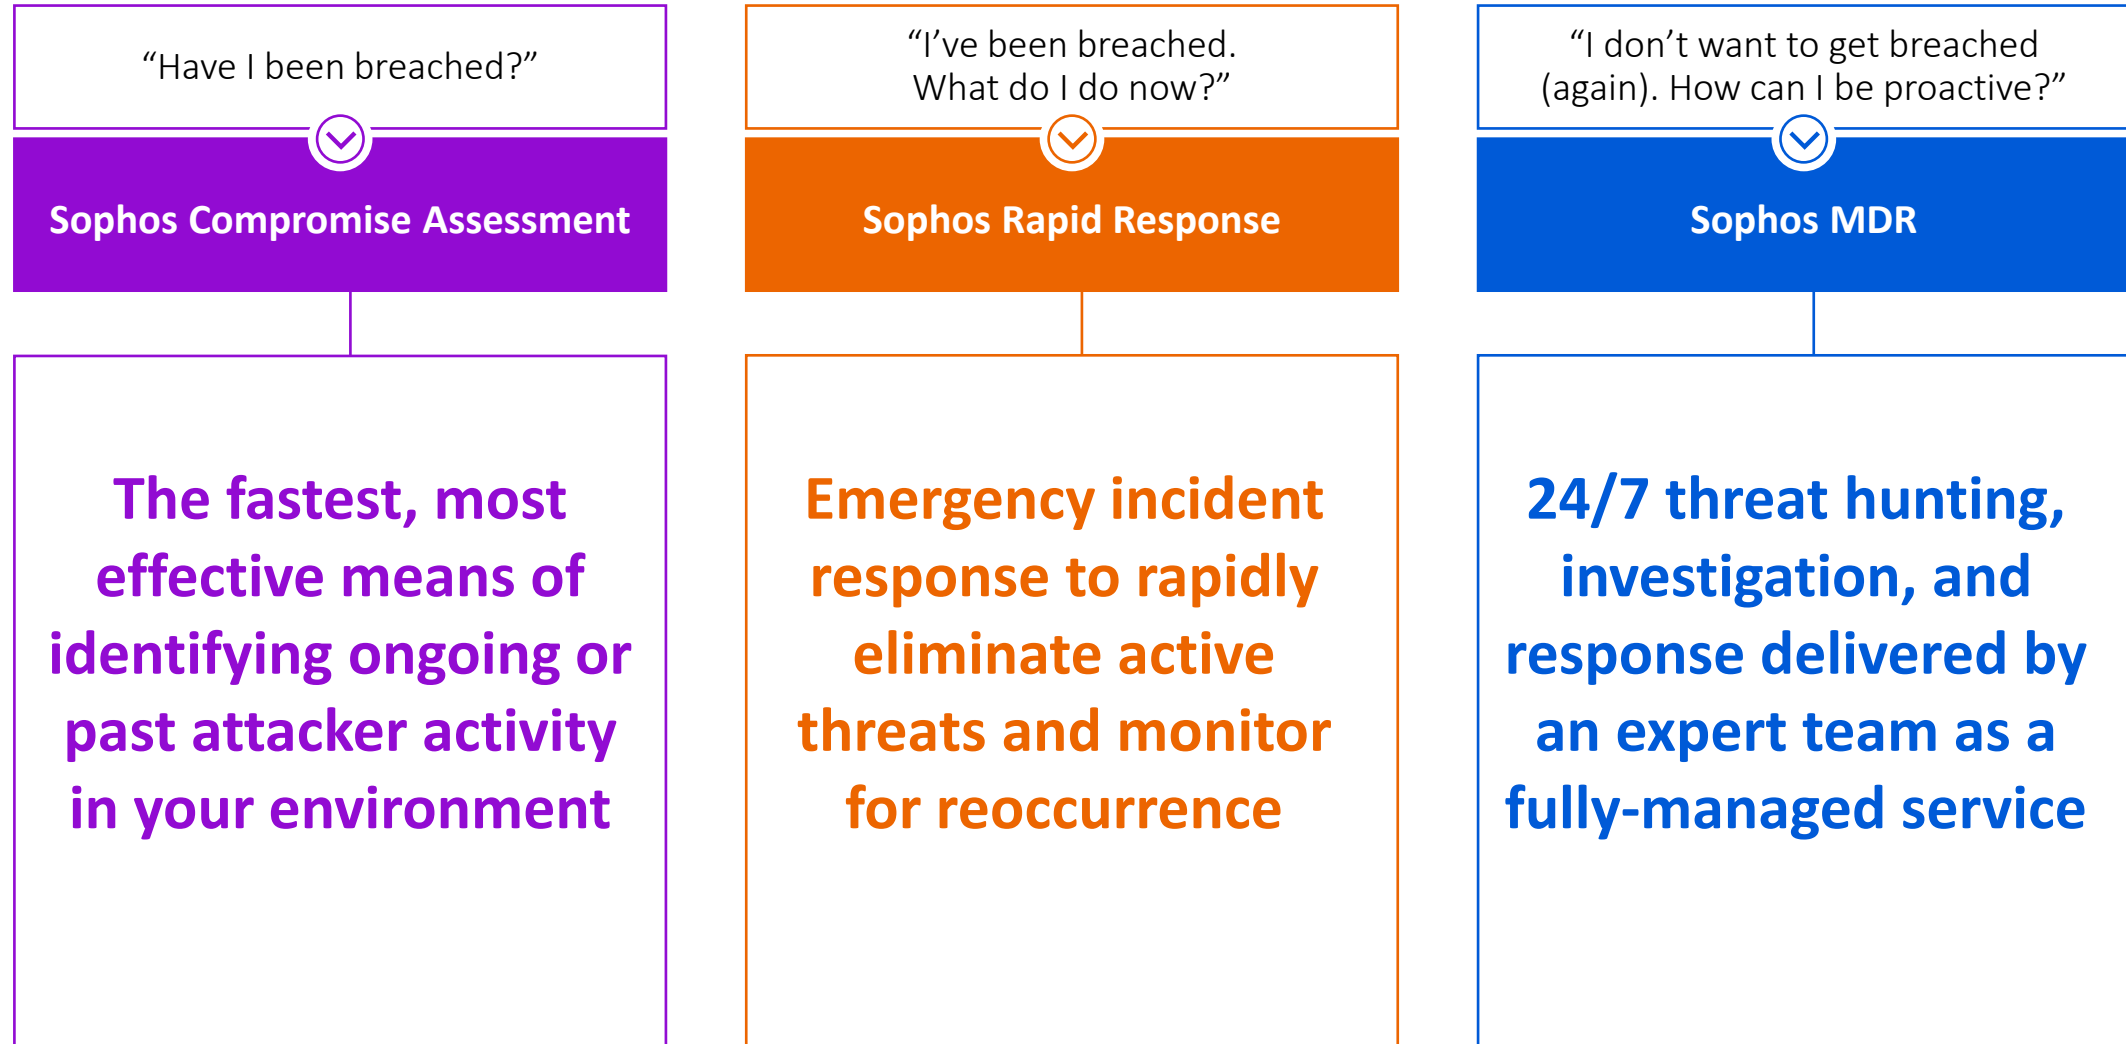 “Have I been breached?”
Sophos Compromise Assessment
The fastest, most
effective means of
identifying ongoing or
past attacker activity
in your environment
“I’ve been breached.
What do I do now?”
Sophos Rapid Response
Emergency incident
response to rapidly
eliminate active
threats and monitor
for reoccurrence
“I don’t want to get breached
(again). How can I be proactive?”
Sophos MDR
24/7 threat hunting,
investigation, and
response delivered by
an expert team as a
fully-managed service